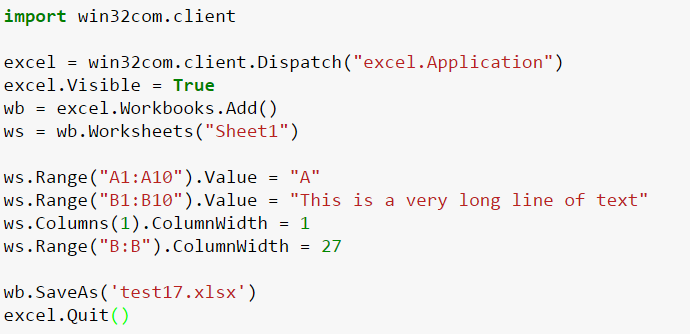 import win32com.client
excel = win32com.client.Dispatch("excel.Application")
excel.Visible = True
wb = excel.Workbooks.Add()
ws = wb.Worksheets("Sheet1")
ws.Range("A1:A10").Value = "A"
ws.Range("B1:B10").Value = "This is a very long line of text"
ws.Columns(1).ColumnWidth = 1
ws.Range("B:B").ColumnWidth = 27
wb.SaveAs('test17.xlsx')
excel.Quit()